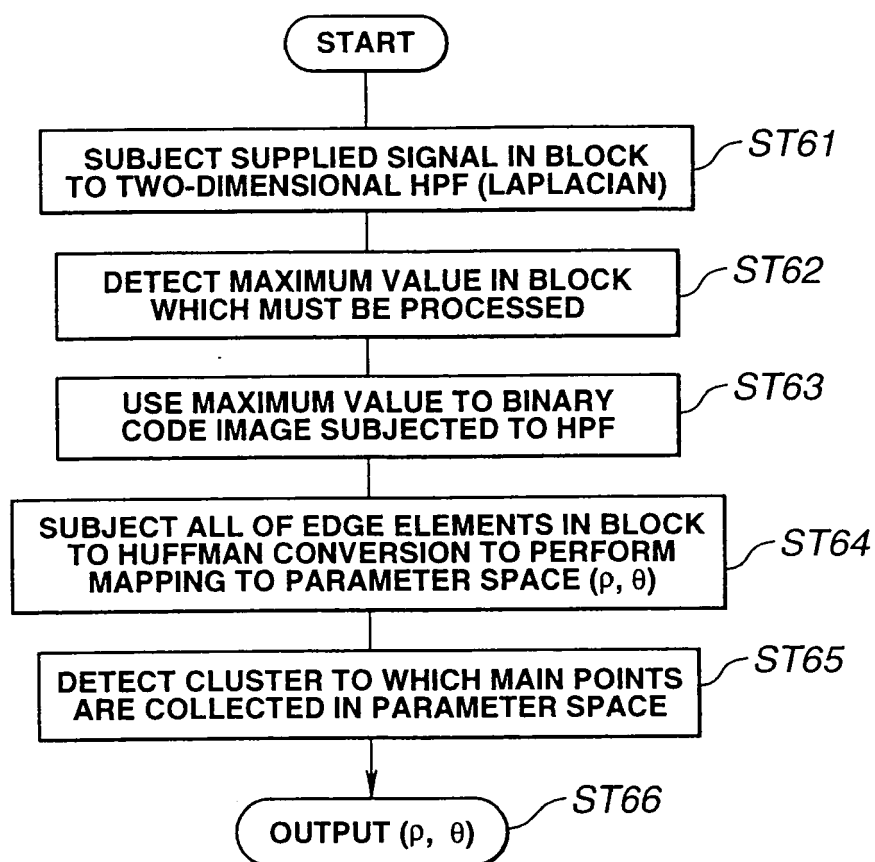 START
SUBJECT SUPPLIED SIGNAL IN BLOCK
TO TWO-DIMENSIONAL HPF (LAPLACIAN)
ST61
DETECT MAXIMUM VALUE IN BLOCK
WHICH MUST BE PROCESSED
ST62
USE MAXIMUM VALUE TO BINARY
CODE IMAGE SUBJECTED TO HPF
ST63
SUBJECT ALL OF EDGE ELEMENTS IN BLOCK
TO HUFFMAN CONVERSION TO PERFORM
MAPPING TO PARAMETER SPACE (ρ, θ)
ST64
DETECT CLUSTER TO WHICH MAIN POINTS
ARE COLLECTED IN PARAMETER SPACE
ST65
OUTPUT (ρ, θ)
ST66